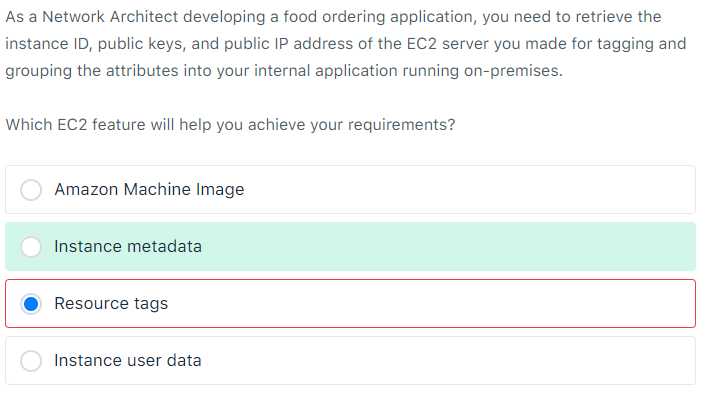 As a Network Architect developing a food ordering application, you need to retrieve the
instance ID, public keys, and public IP address of the EC2 server you made for tagging and
grouping the attributes into your internal application running on-premises.
Which EC2 feature will help you achieve your requirements?
Amazon Machine Image
Instance metadata
Resource tags
Instance user data